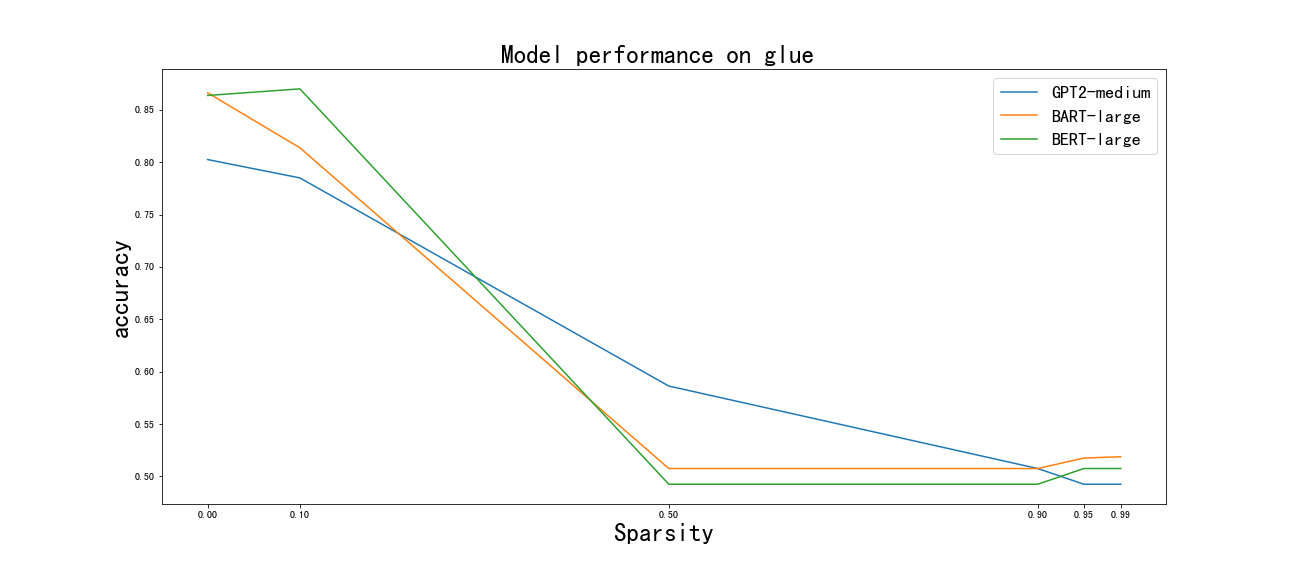 Model performance on glue
GPT2-medium
BART-large
BERT-large
accuracy
0.85
0.80
0.75
0.70
0.65
0.60
0.55
0.50
0.00 0.10 0.50 0.90 0.95 0.99
Sparsity